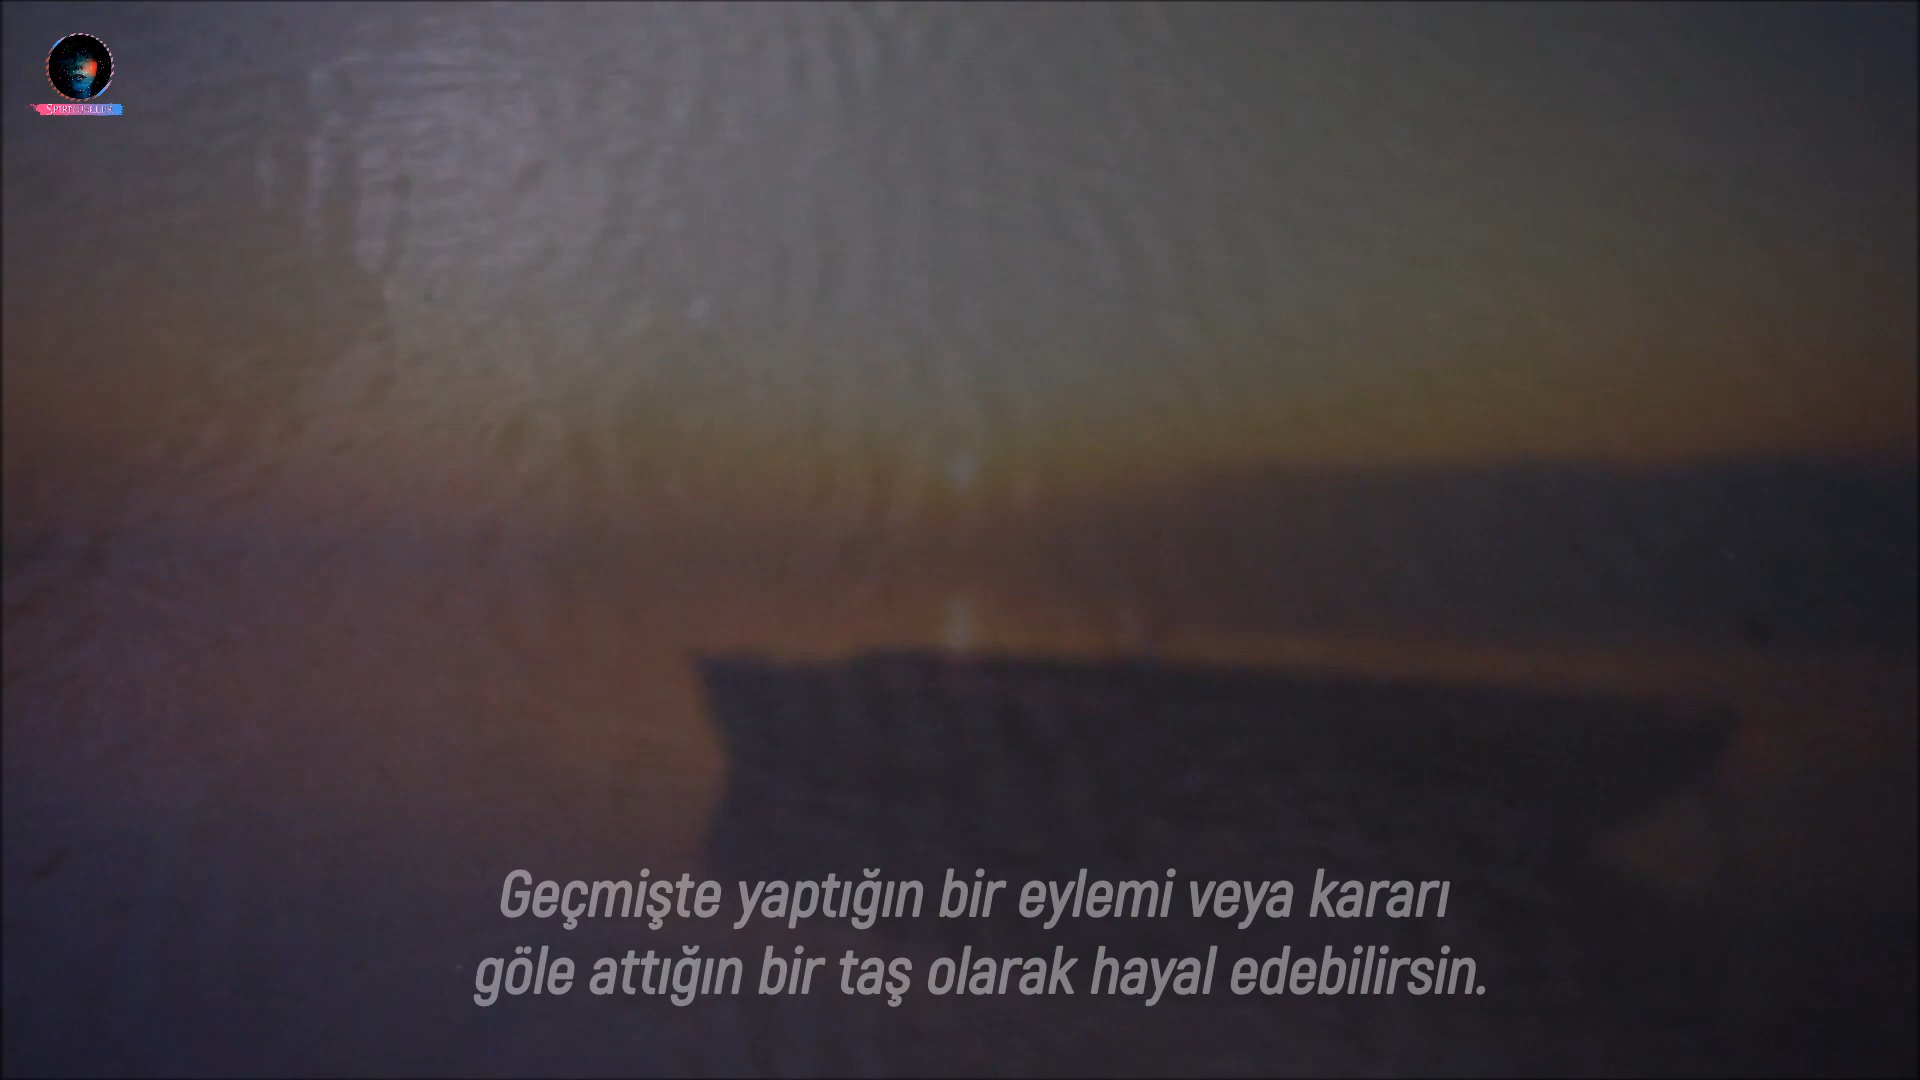 Geçmişte yaptığın bir eylemi veya kararı
göle attığın bir taş olarak hayal edebilirsin.